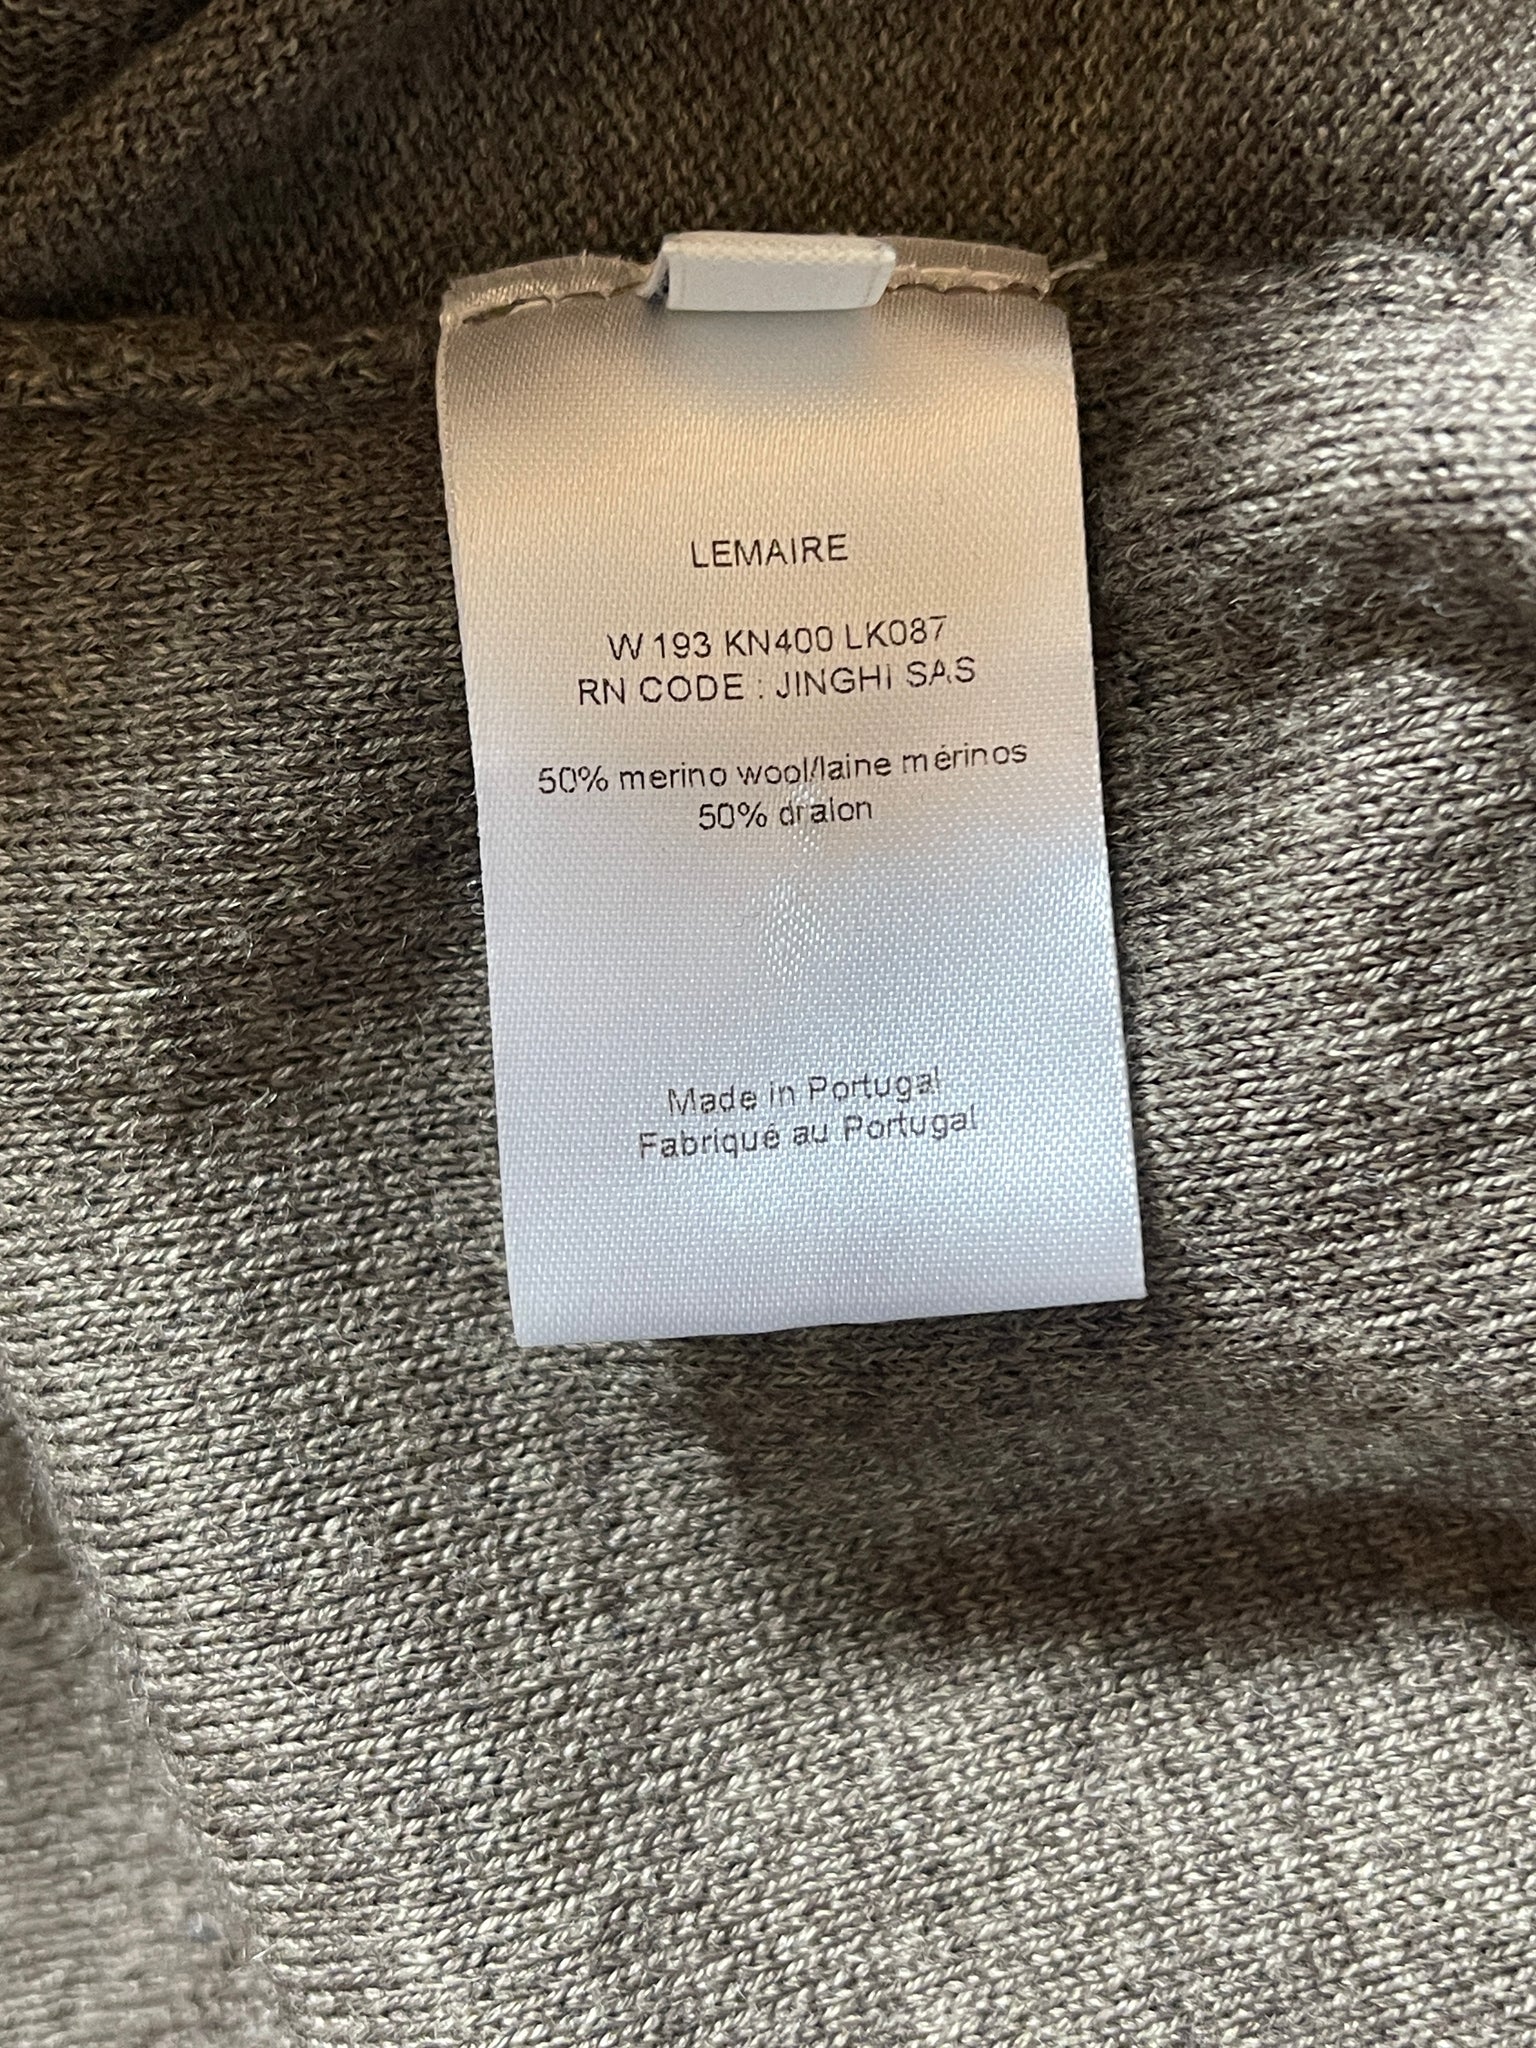 LEMAIRE
W 193 KN400 LK087
RN CODE : JINGHI SAS
50% merino wool/laine mérinos
50% dralon
Made in Portugal
Fabriqué au Portugal